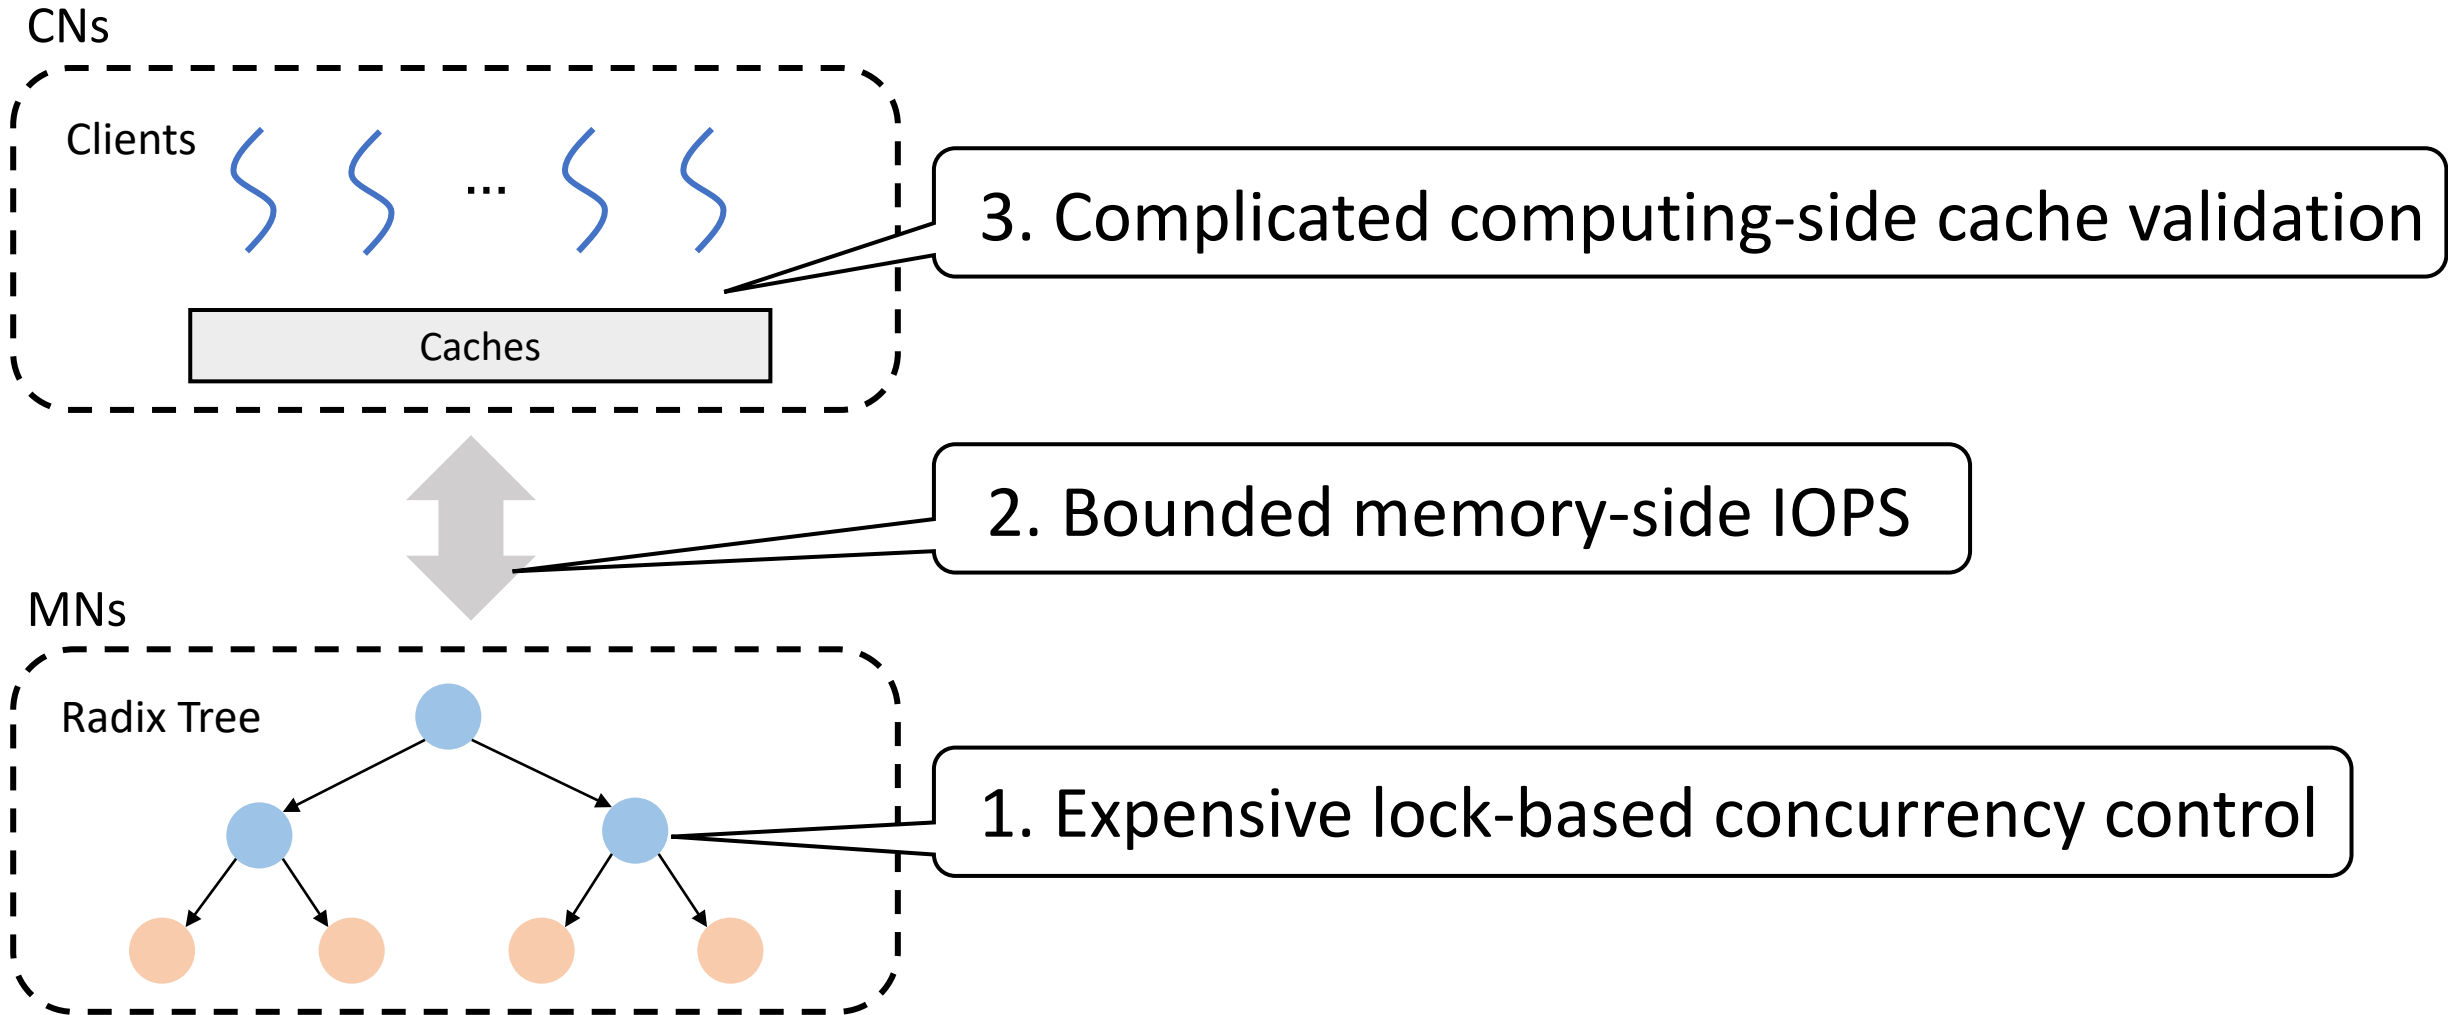 CNs
Clients
...
3. Complicated computing-side cache validation
Caches
2. Bounded memory-side IOPS
MNs
Radix Tree
1. Expensive lock-based concurrency control